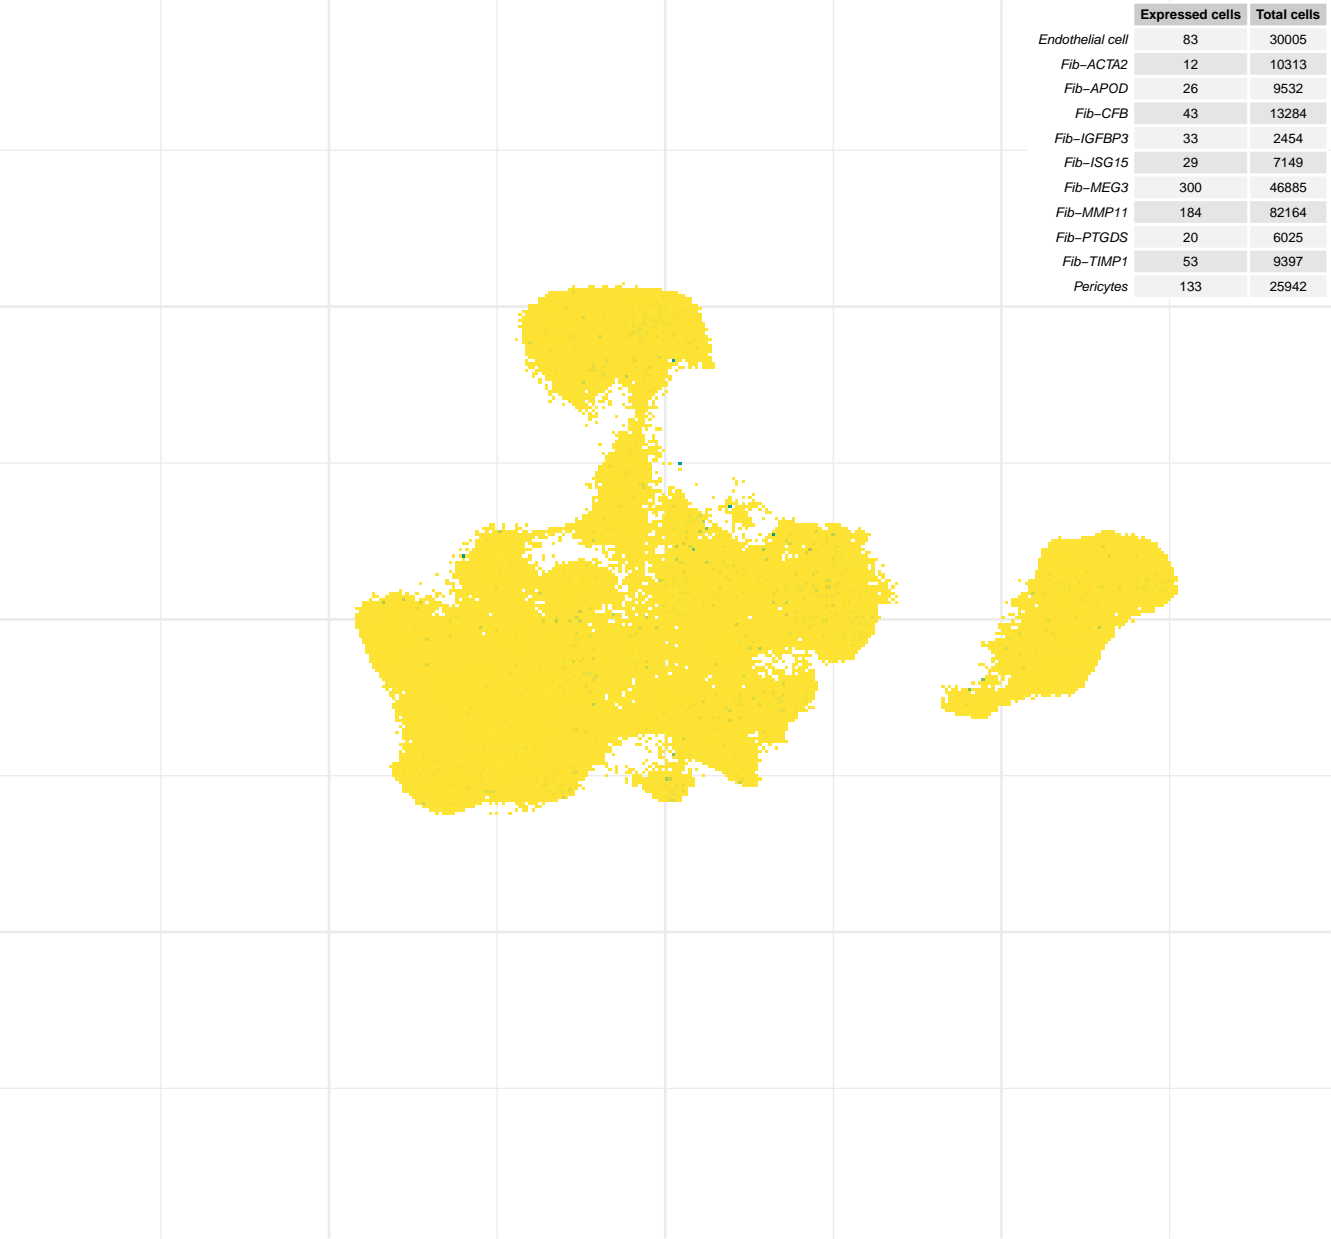 Expressed cells Total cells
Endothelial cell 83 30005
Fib−ACTA2 12 10313
Fib−APOD 26 9532
Fib−CFB 43 13284
Fib−IGFBP3 33 2454
Fib−ISG15 29 7149
Fib−MEG3 300 46885
Fib−MMP11 184 82164
Fib−PTGDS 20 6025
Fib−TIMP1 53 9397
Pericytes 133 25942